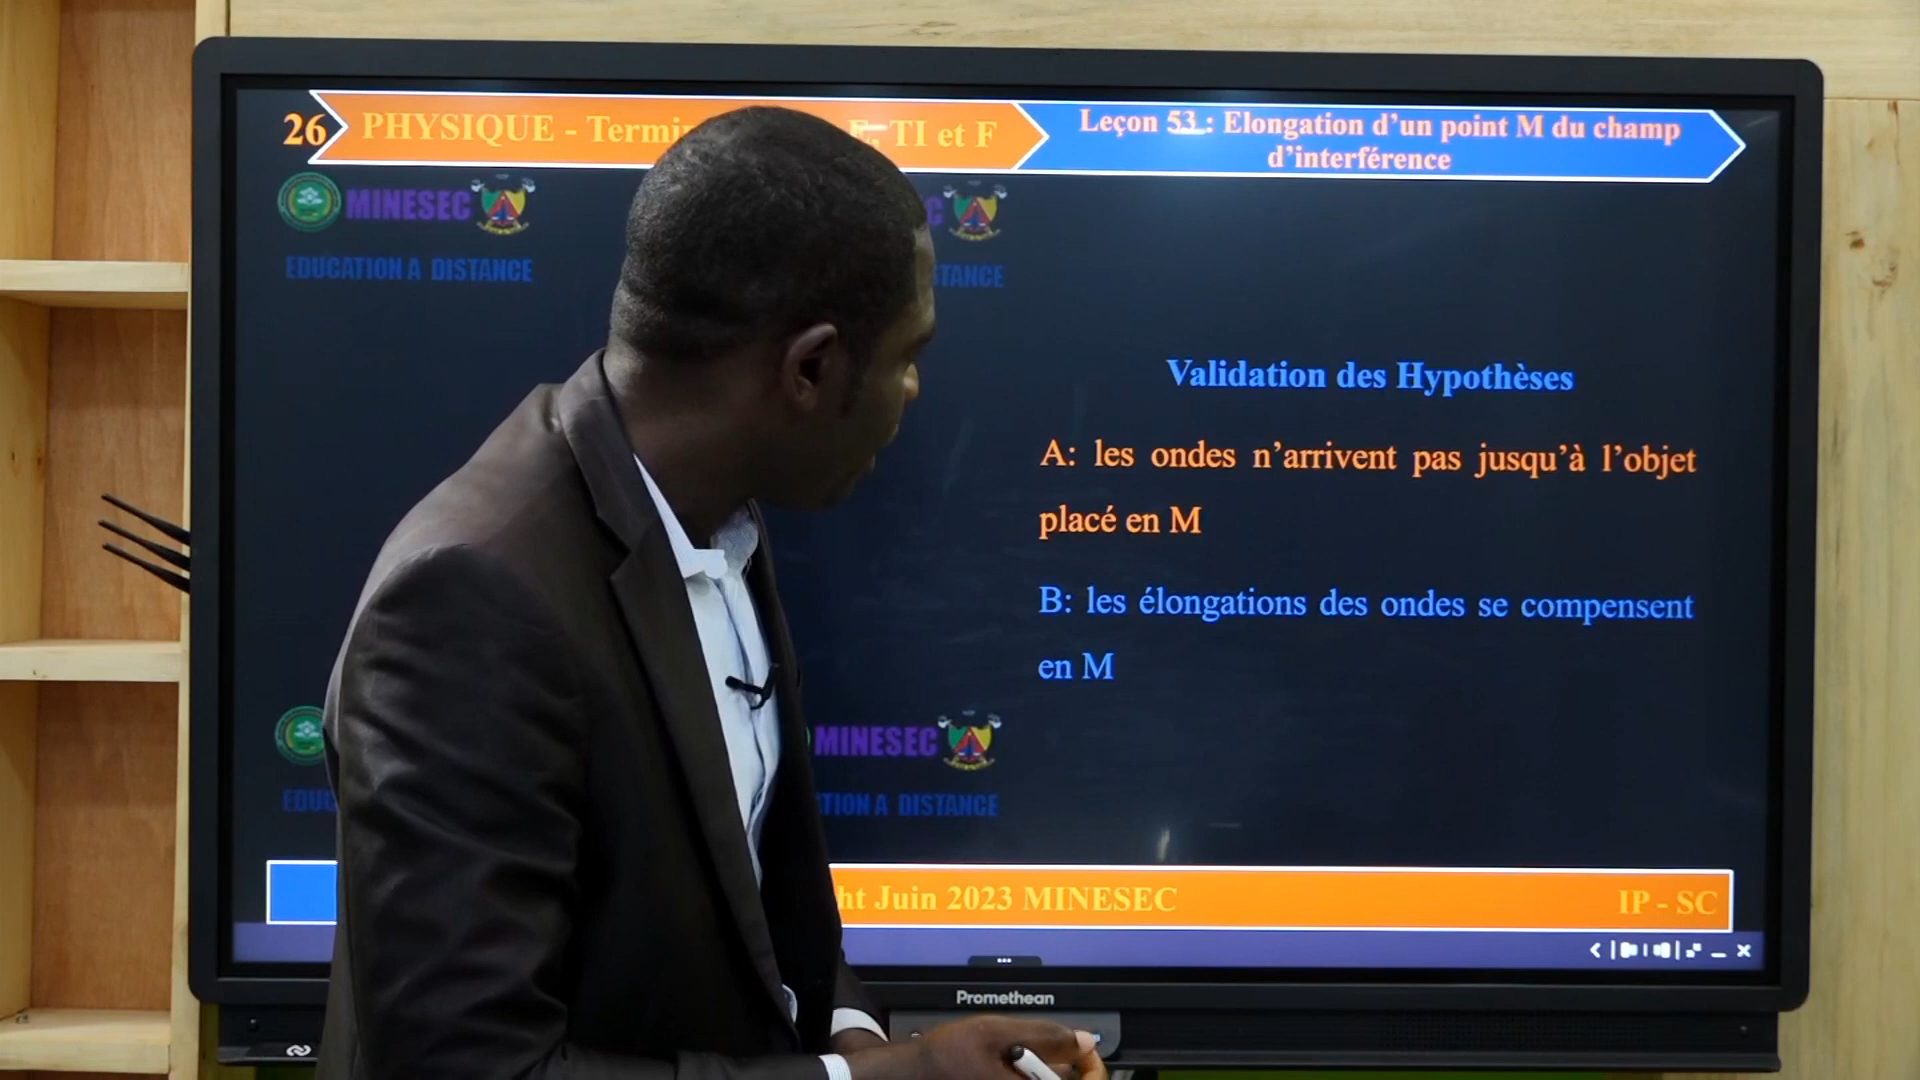 26
PHYSIQUE - Termi E, TI et F
Leçon 53 : Elongation d’un point M du champ
d’interférence
MINESEC
EDUCATION A DISTANCE
C
STANCE
Validation des Hypothèses
A: les ondes n’arrivent pas jusqu’à l’objet
placé en M
B: les élongations des ondes se compensent
en M
MINESEC
EDUC
TION A DISTANCE
ht Juin 2023 MINESEC
IP - SC
Promethean